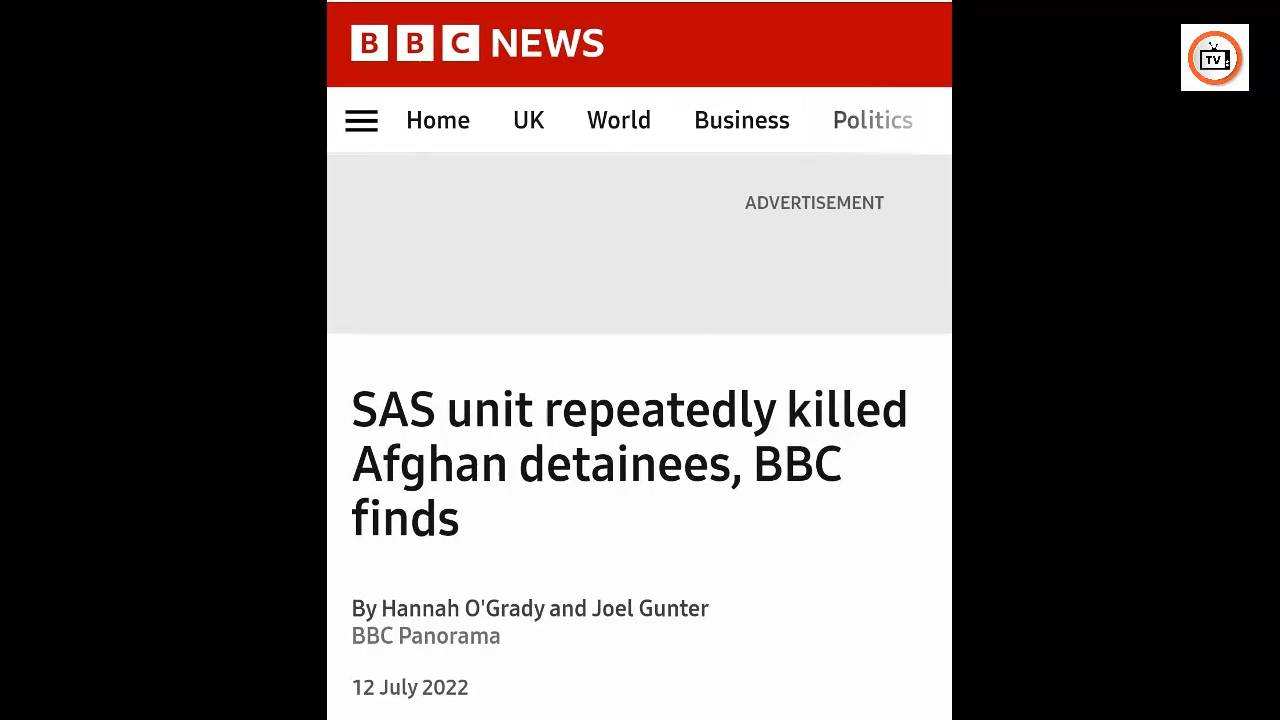 BBC NEWS
TV
Home UK World Business Politics
ADVERTISEMENT
SAS unit repeatedly killed
Afghan detainees, BBC
finds
By Hannah O'Grady and Joel Gunter
BBC Panorama
12 July 2022